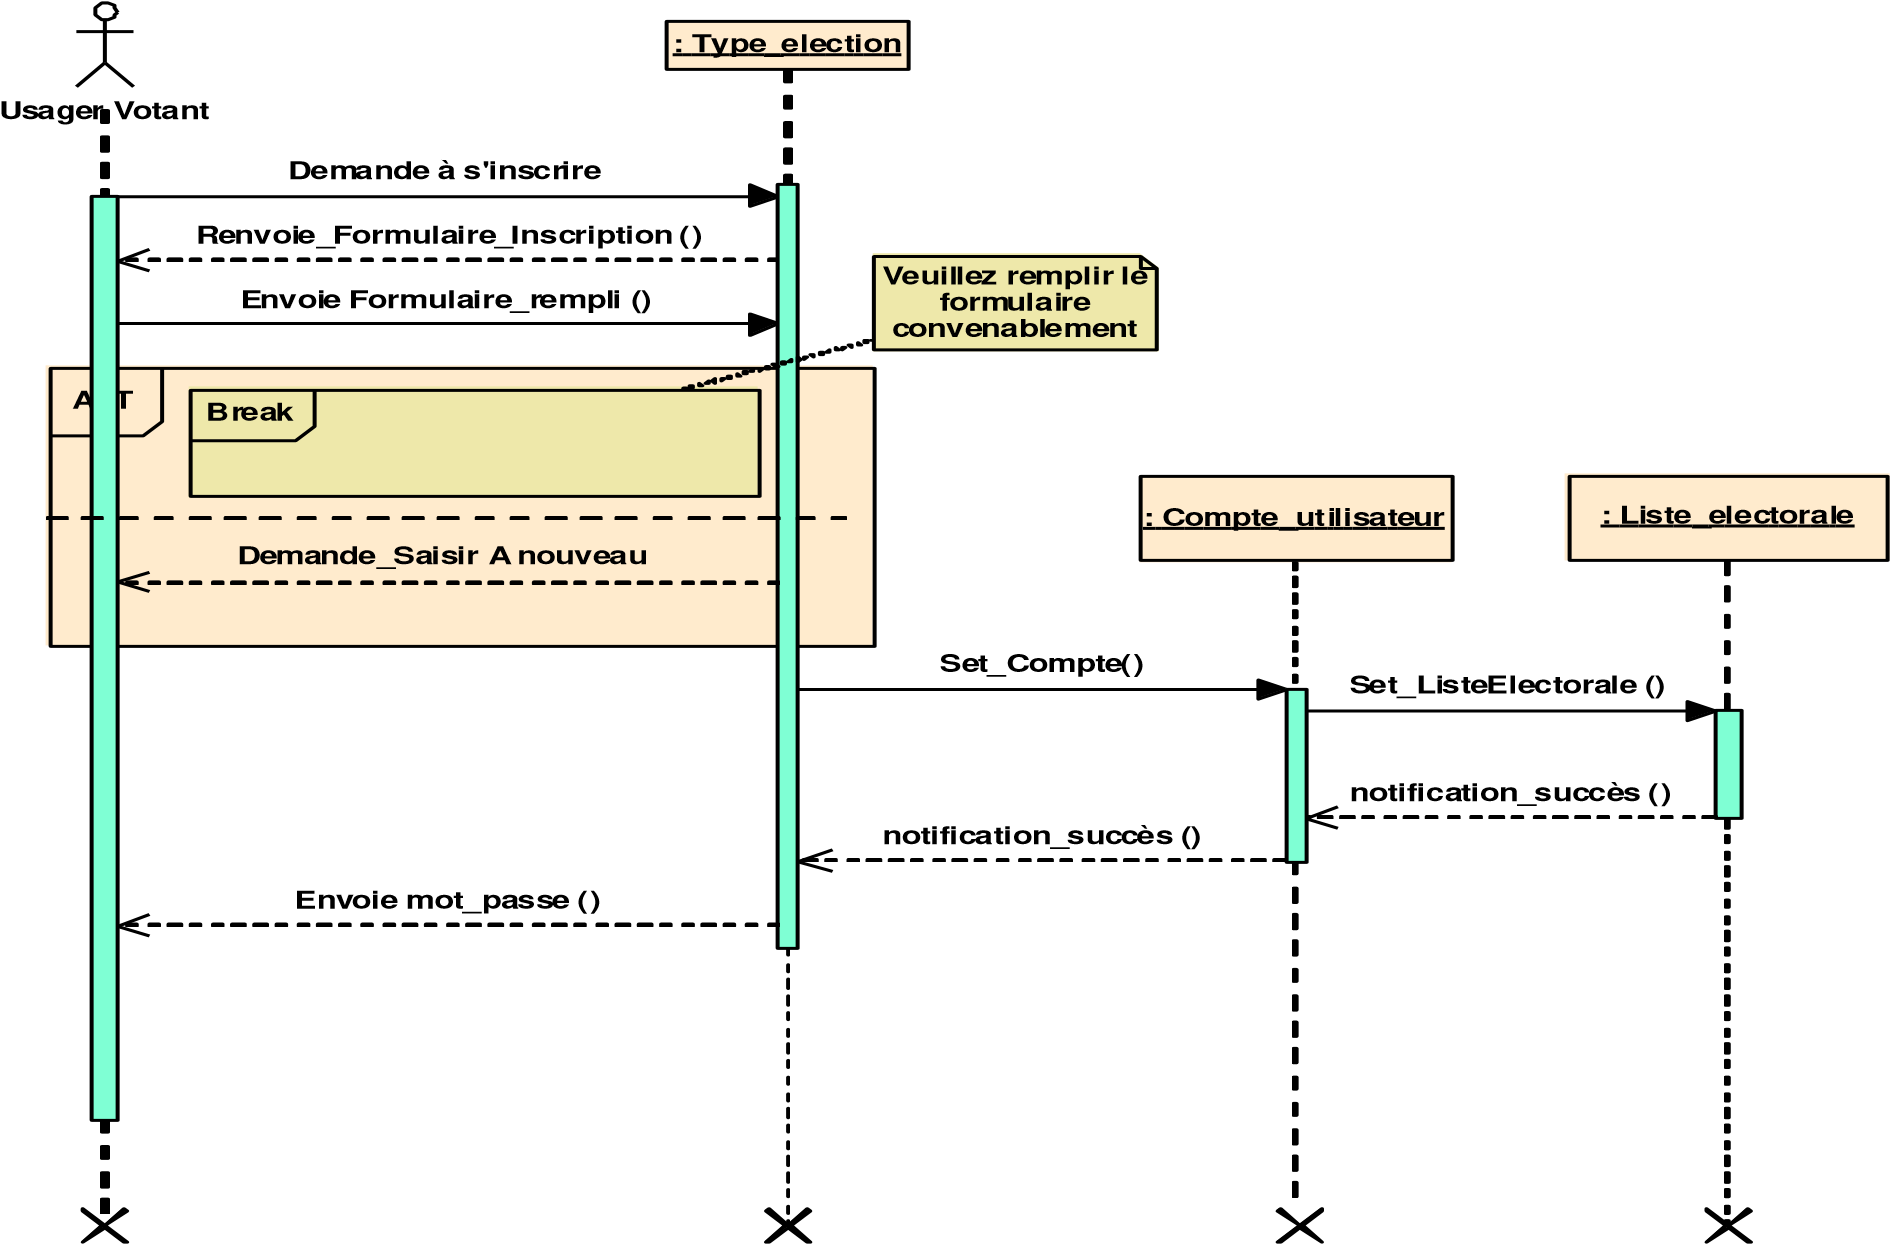 : Type_election
Usager Votant
Demande à s'inscrire
Renvoie_Formulaire_Inscription ()
Veuillez remplir le
formulaire
convenablement
Envoie Formulaire_rempli ()
Break
: Compte_utilisateur
: Liste_electorale
Demande_Saisir A nouveau
Set_Compte()
Set_ListeElectorale ()
notification_succès ()
notification_succès ()
Envoie mot_passe ()